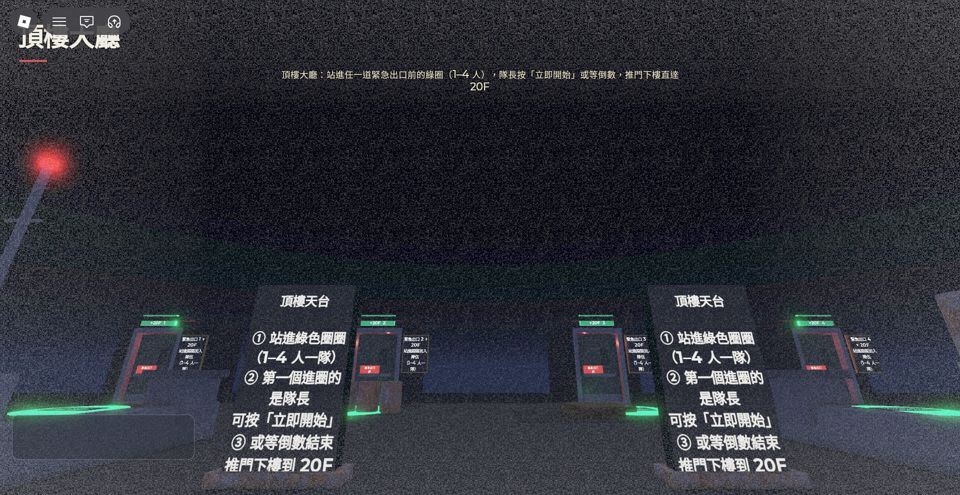 頂樓大廳
頂樓大廳：站進任一道緊急出口前的綠圈（1–4 人），隊長按「立即開始」或等倒數，推門下樓直達
20F
頂樓天台
① 站進綠色圈圈
（1–4 人一隊）
② 第一個進圈的
是隊長
可按「立即開始」
③ 或等倒數結束
推門下樓到 20F
頂樓天台
① 站進綠色圈圈
（1–4 人一隊）
② 第一個進圈的
是隊長
可按「立即開始」
③ 或等倒數結束
推門下樓到 20F